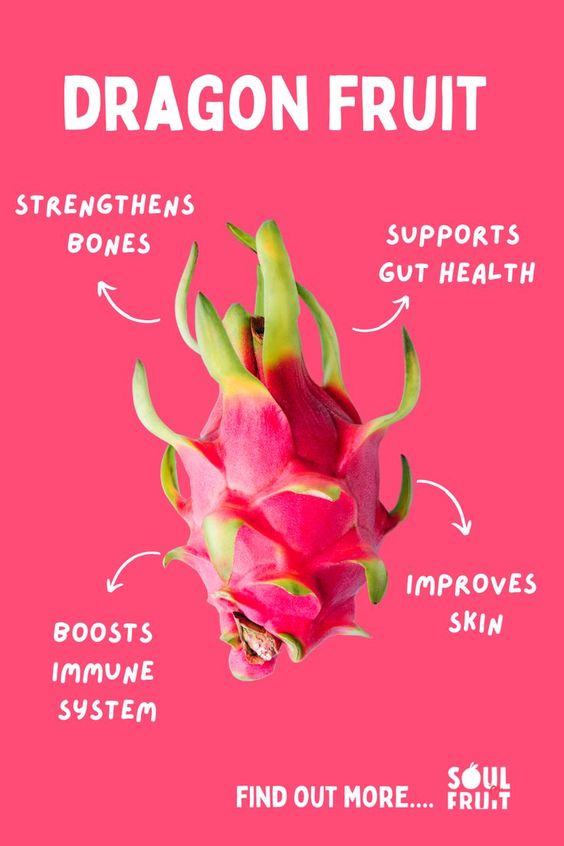 DRAGON FRUIT
STRENGTHENS
BONES
SUPPORTS
GUT HEALTH
IMPROVES
SKIN
BOOSTS
IMMUNE
SYSTEM
FIND OUT MORE....
SOUL
FRUIT